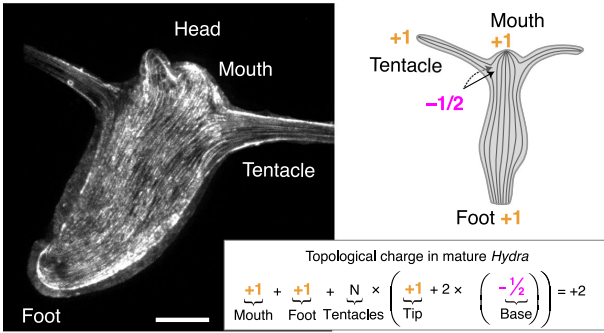 Head
Mouth
Tentacle
Foot
Mouth
+1
+1
Tentacle
–1/2
Foot +1
Topological charge in mature Hydra
+1 + +1 + N × ( +1 + 2 × ( –½ ) ) = +2
Mouth Foot Tentacles Tip Base